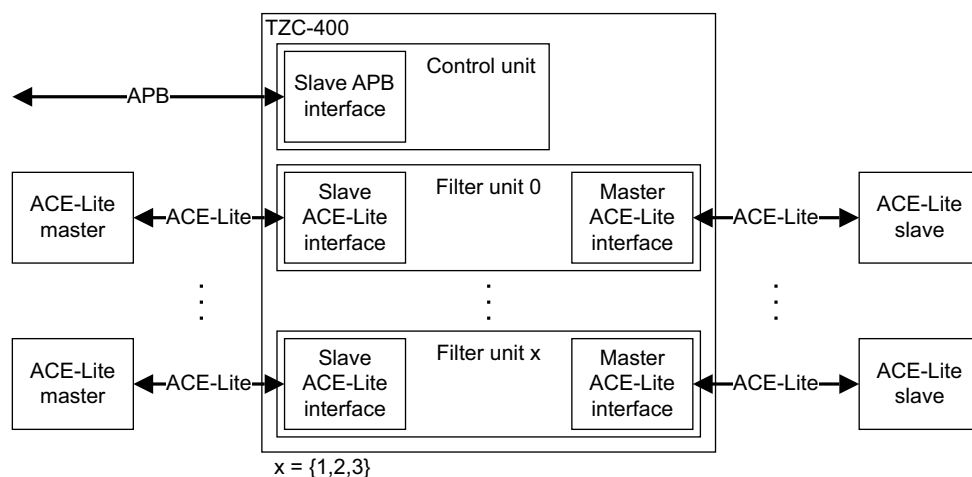 TZC-400
Control unit
Slave APB
interface
APB
ACE-Lite
master
ACE-Lite
Slave
ACE-Lite
interface
Filter unit 0
Master
ACE-Lite
interface
ACE-Lite
ACE-Lite
slave
ACE-Lite
master
ACE-Lite
Slave
ACE-Lite
interface
Filter unit x
Master
ACE-Lite
interface
ACE-Lite
ACE-Lite
slave
x = {1,2,3}